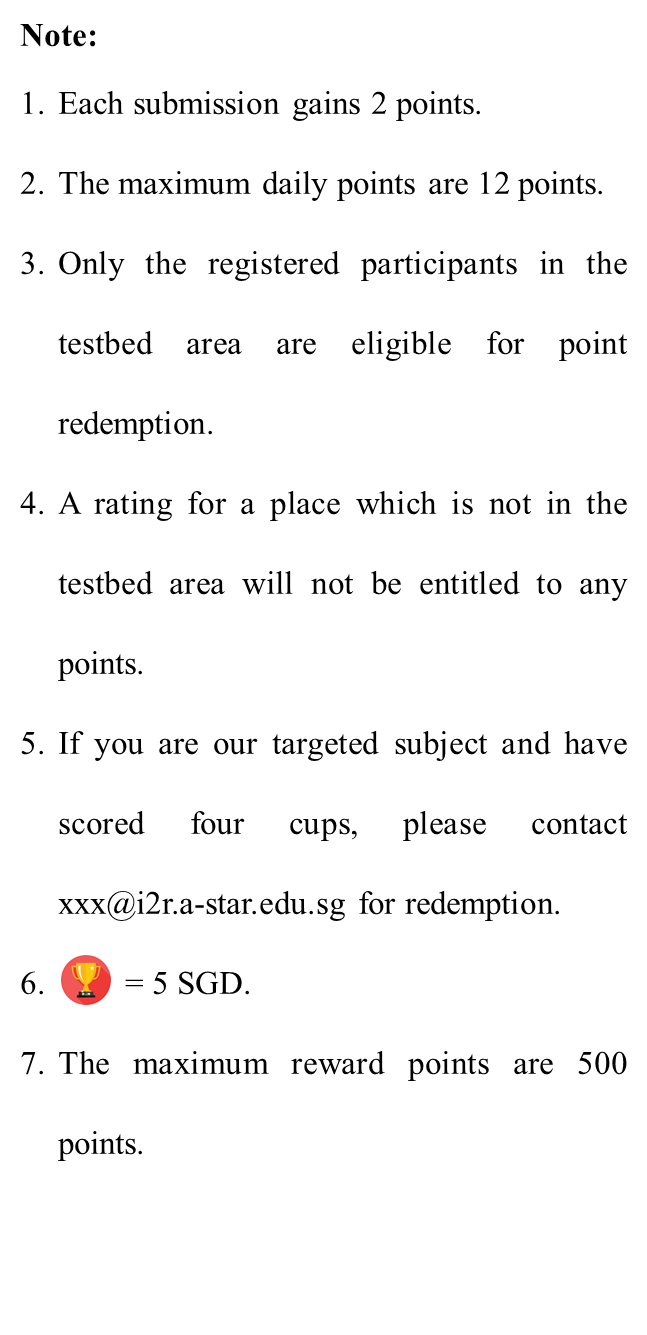 Note:
1. Each submission gains 2 points.
2. The maximum daily points are 12 points.
3. Only the registered participants in the
testbed area are eligible for point
redemption.
4. A rating for a place which is not in the
testbed area will not be entitled to any
points.
5. If you are our targeted subject and have
scored four cups, please contact
xxx@i2r.a-star.edu.sg for redemption.
6. = 5 SGD.
7. The maximum reward points are 500
points.